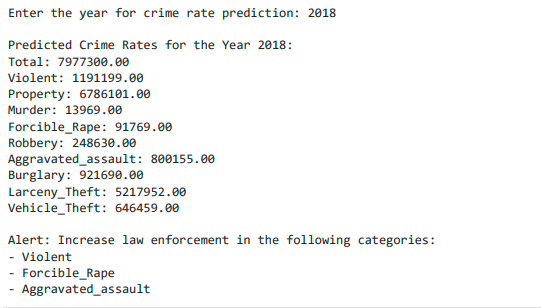 Enter the year for crime rate prediction: 2018
Predicted Crime Rates for the Year 2018:
Total: 7977300.00
Violent: 1191199.00
Property: 6786101.00
Murder: 13969.00
Forcible_Rape: 91769.00
Robbery: 248630.00
Aggravated_assault: 800155.00
Burglary: 921690.00
Larceny_Theft: 5217952.00
Vehicle_Theft: 646459.00
Alert: Increase law enforcement in the following categories:
- Violent
- Forcible_Rape
- Aggravated_assault